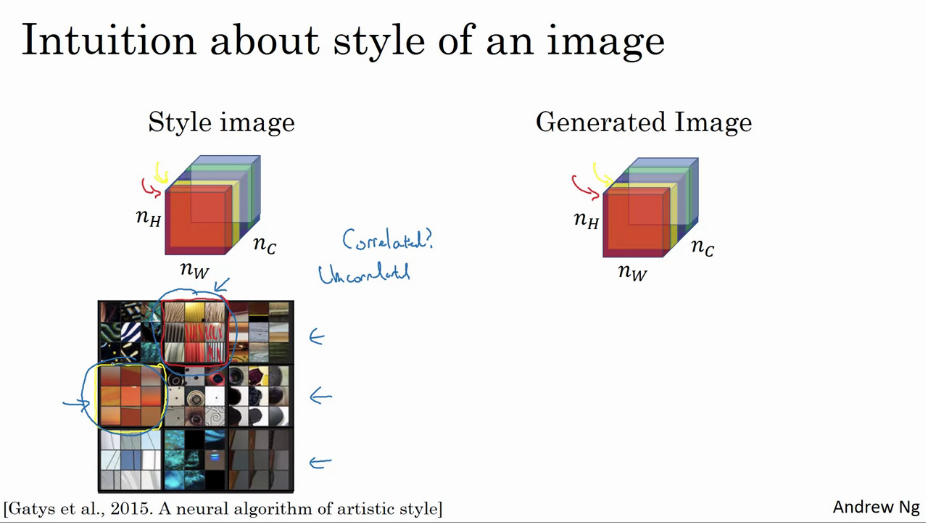 Intuition about style of an image
Style image
Generated Image
n_H
n_W
n_C
n_H
n_W
n_C
Correlated?
Uncorrelated
[Gatys et al., 2015. A neural algorithm of artistic style]
Andrew Ng